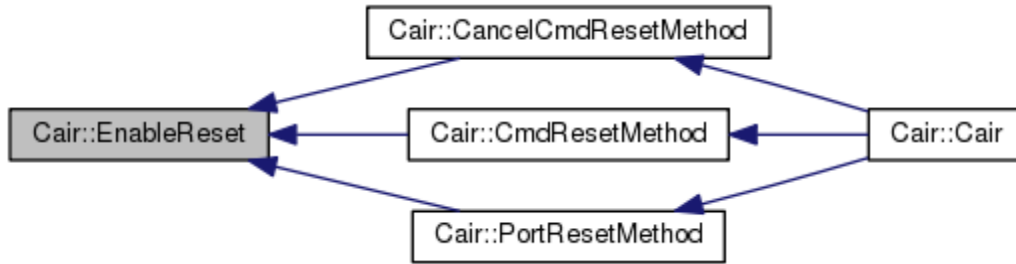 Cair::CancelCmdResetMethod
Cair::EnableReset
Cair::CmdResetMethod
Cair::Cair
Cair::PortResetMethod